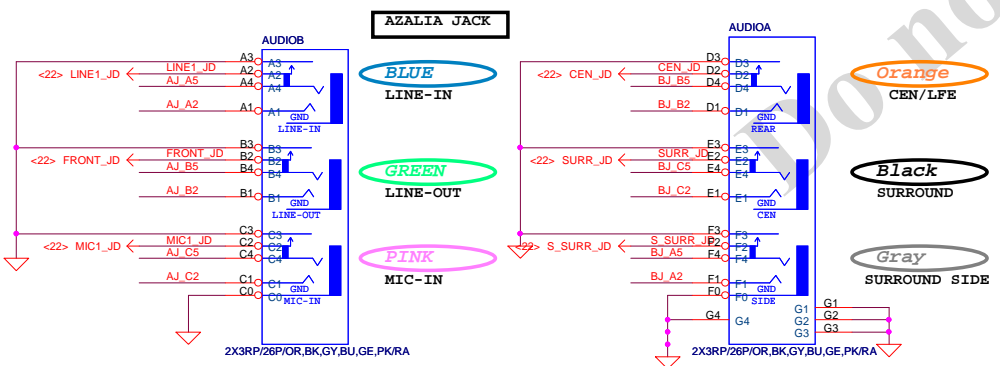 AZALIA JACK
AUDIOB
A3 A3
<22> LINE1_JD LINE1_JD A2 A2
AJ_A5 A4 A4
AJ_A2 A1 A1
GND
LINE-IN
BLUE
LINE-IN
B3 B3
<22> FRONT_JD FRONT_JD B2 B2
AJ_B5 B4 B4
AJ_B2 B1 B1
GND
LINE-OUT
GREEN
LINE-OUT
C3 C3
<22> MIC1_JD MIC1_JD C2 C2
AJ_C5 C4 C4
AJ_C2 C1 C1
GND
C0 C0
MIC-IN
PINK
MIC-IN
2X3RP/26P/OR,BK,GY,BU,GE,PK/RA
AUDIOA
D3 D3
<22> CEN_JD CEN_JD D2 D2
BJ_B5 D4 D4
BJ_B2 D1 D1
GND
REAR
Orange
CEN/LFE
E3 E3
<22> SURR_JD SURR_JD E2 E2
BJ_C5 E4 E4
BJ_C2 E1 E1
GND
CEN
Black
SURROUND
F3 F3
<22> S_SURR_JD S_SURR_JD F2 F2
BJ_A5 F4 F4
BJ_A2 F1 F1
GND
F0 F0
SIDE
Gray
SURROUND SIDE
G4 G4
G1 G1
G2 G2
G3 G3
2X3RP/26P/OR,BK,GY,BU,GE,PK/RA